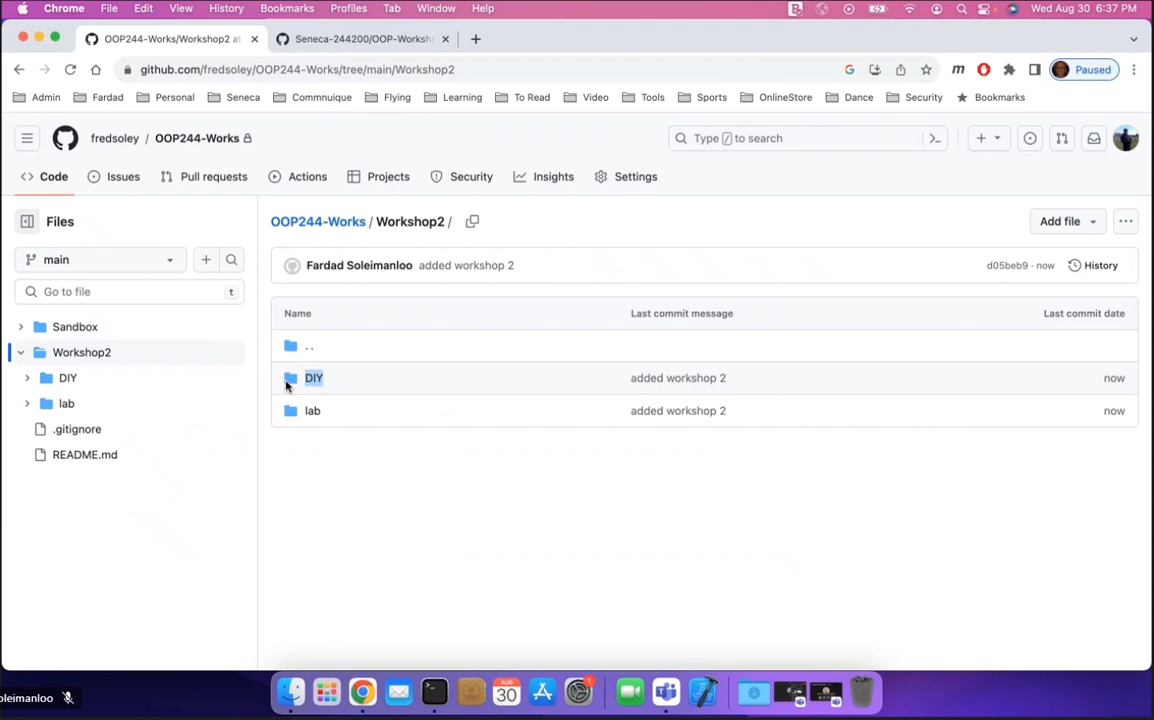 Chrome File Edit View History Bookmarks Profiles Tab Window Help Wed Aug 30 6:37 PM
OOP244-Works/Workshop2 at Seneca-244200/OOP-Worksh
github.com/fredsoley/OOP244-Works/tree/main/Workshop2 m Paused
Admin Fardad Personal Seneca Commnuique Flying Learning To Read Video Tools Sports OnlineStore Dance Security Bookmarks
fredsoley / OOP244-Works Type / to search
Code Issues Pull requests Actions Projects Security Insights Settings
Files OOP244-Works / Workshop2 / Add file
main
Fardad Soleimanloo added workshop 2 d05beb9 · now History
Go to file t
Name Last commit message Last commit date
Sandbox
..
Workshop2
DIY DIY added workshop 2 now
lab lab added workshop 2 now
.gitignore
README.md
oleimanloo
AUG
30
1